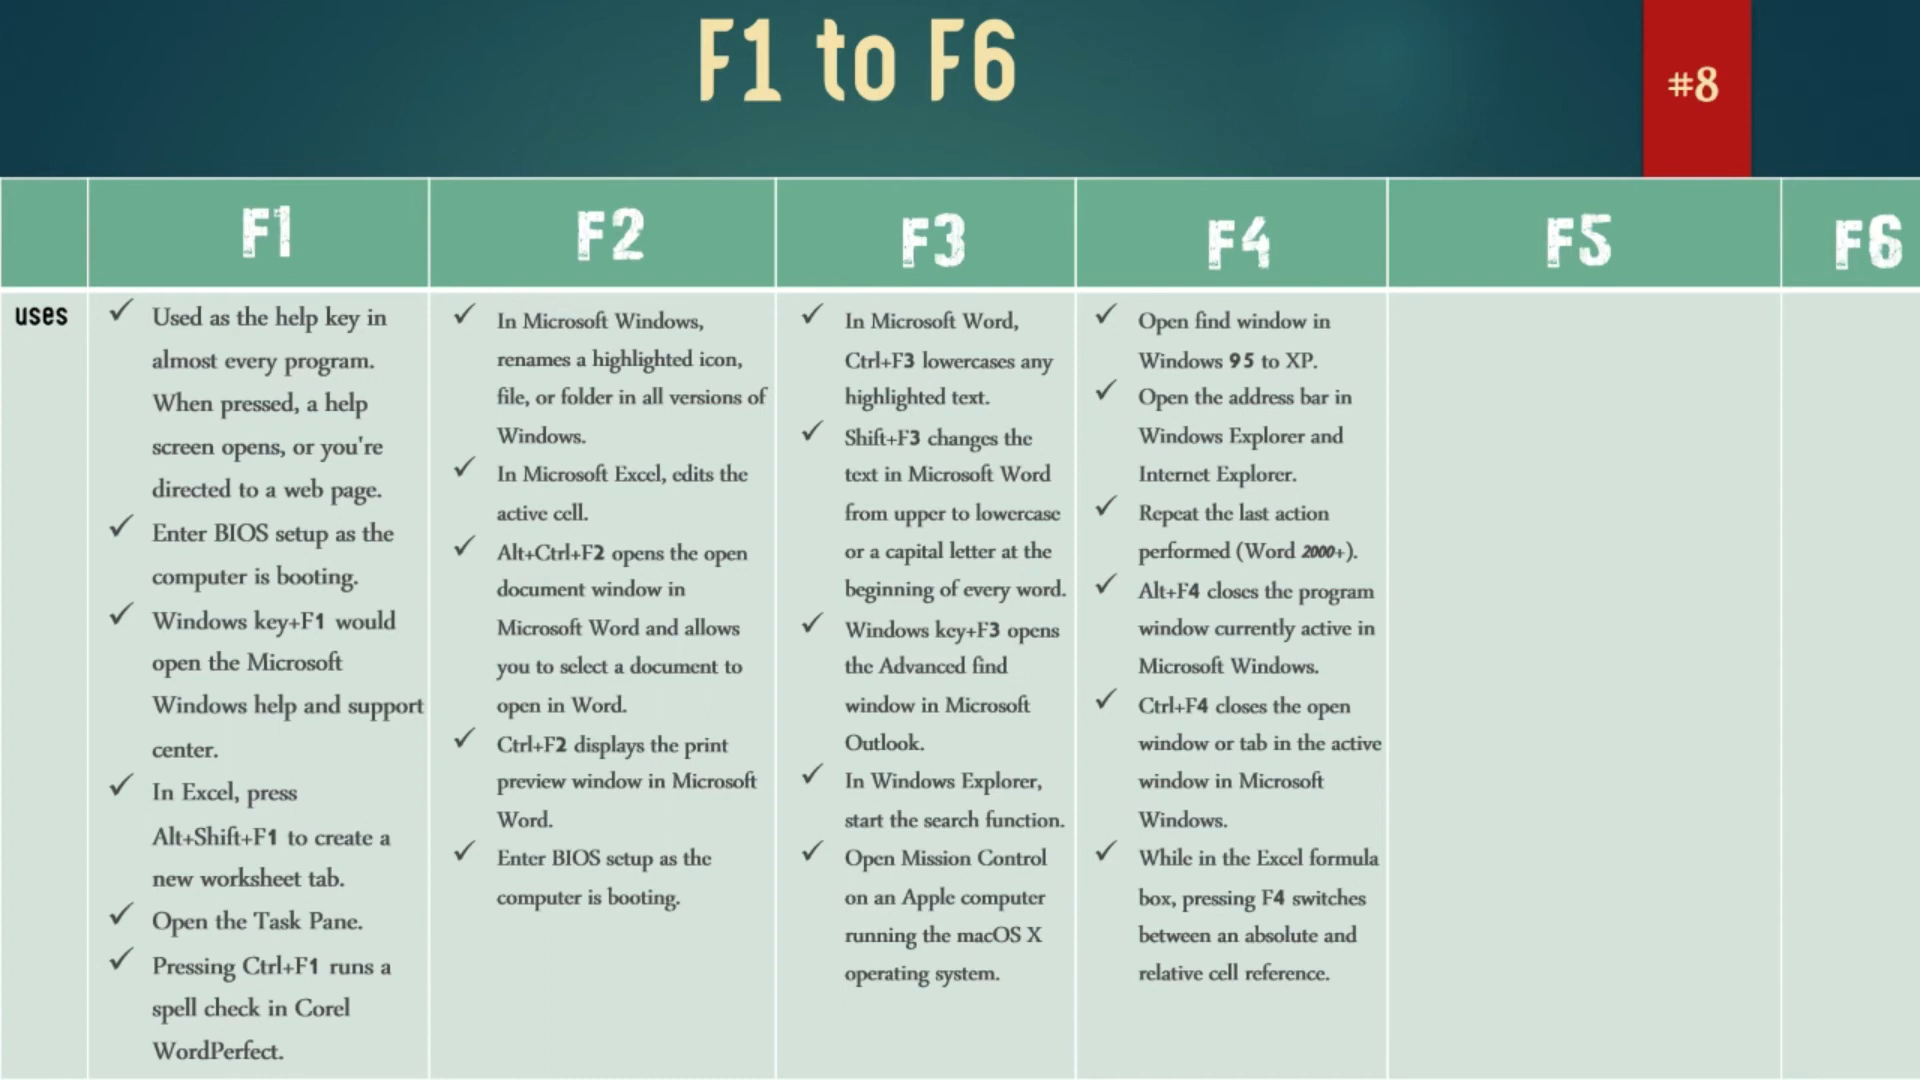 F1 to F6
#8
F1
F2
F3
F4
F5
F6
uses
✓ Used as the help key in
almost every program.
When pressed, a help
screen opens, or you're
directed to a web page.
✓ Enter BIOS setup as the
computer is booting.
✓ Windows key+F1 would
open the Microsoft
Windows help and support
center.
✓ In Excel, press
Alt+Shift+F1 to create a
new worksheet tab.
✓ Open the Task Pane.
✓ Pressing Ctrl+F1 runs a
spell check in Corel
WordPerfect.
✓ In Microsoft Windows,
renames a highlighted icon,
file, or folder in all versions of
Windows.
✓ In Microsoft Excel, edits the
active cell.
✓ Alt+Ctrl+F2 opens the open
document window in
Microsoft Word and allows
you to select a document to
open in Word.
✓ Ctrl+F2 displays the print
preview window in Microsoft
Word.
✓ Enter BIOS setup as the
computer is booting.
✓ In Microsoft Word,
Ctrl+F3 lowercases any
highlighted text.
✓ Shift+F3 changes the
text in Microsoft Word
from upper to lowercase
or a capital letter at the
beginning of every word.
✓ Windows key+F3 opens
the Advanced find
window in Microsoft
Outlook.
✓ In Windows Explorer,
start the search function.
✓ Open Mission Control
on an Apple computer
running the macOS X
operating system.
✓ Open find window in
Windows 95 to XP.
✓ Open the address bar in
Windows Explorer and
Internet Explorer.
✓ Repeat the last action
performed (Word 2000+).
✓ Alt+F4 closes the program
window currently active in
Microsoft Windows.
✓ Ctrl+F4 closes the open
window or tab in the active
window in Microsoft
Windows.
✓ While in the Excel formula
box, pressing F4 switches
between an absolute and
relative cell reference.